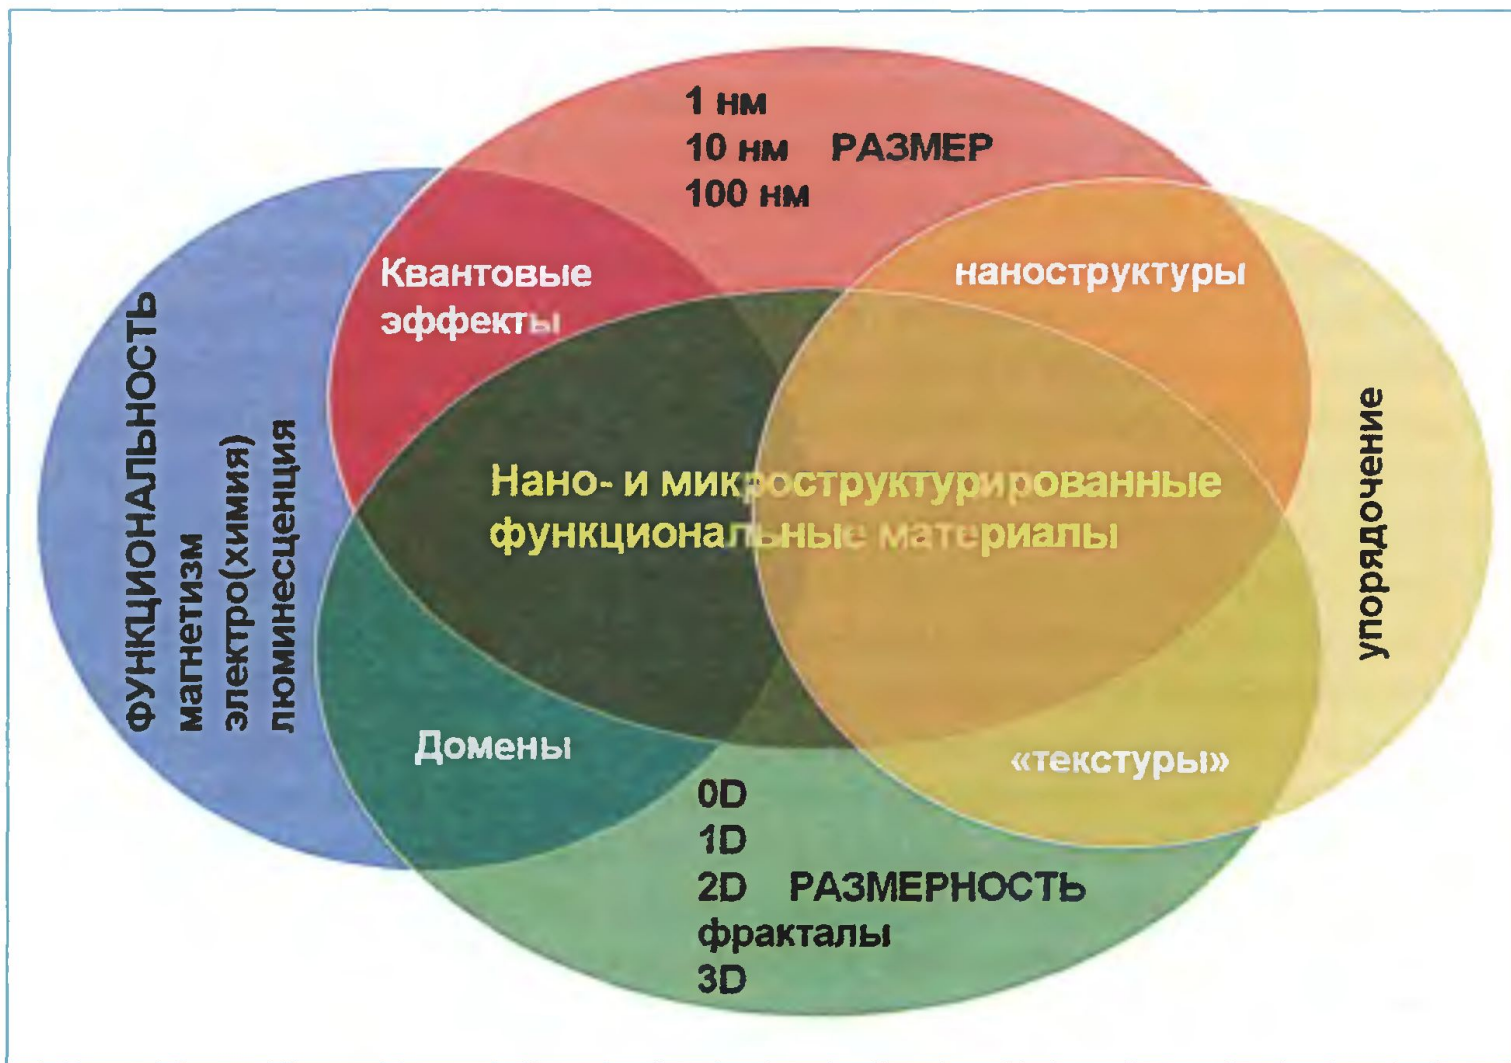 1 нм
10 нм РАЗМЕР
100 нм
Квантовые
эффекты
наноструктуры
ФУНКЦИОНАЛЬНОСТЬ
магнетизм
электро(химия)
люминесценция
Нано- и микроструктурированные
функциональные материалы
упорядочение
Домены
«текстуры»
0D
1D
2D РАЗМЕРНОСТЬ
фракталы
3D